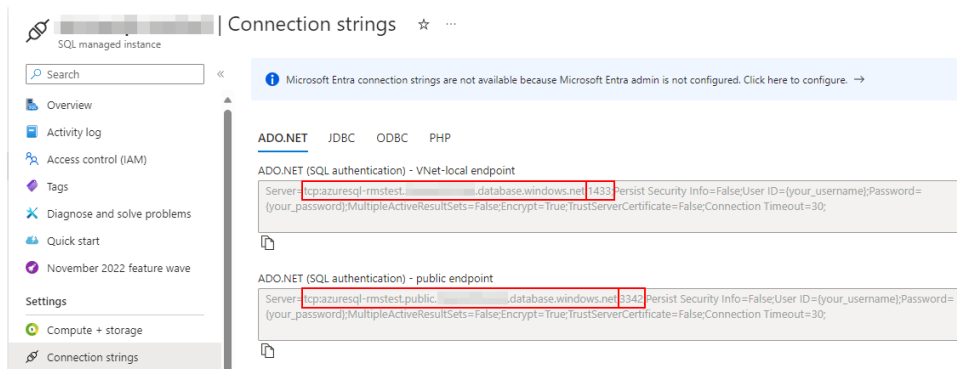 | Connection strings
SQL managed instance
Search
Overview
Activity log
Access control (IAM)
Tags
Diagnose and solve problems
Quick start
November 2022 feature wave
Settings
Compute + storage
Connection strings
Microsoft Entra connection strings are not available because Microsoft Entra admin is not configured. Click here to configure. →
ADO.NET JDBC ODBC PHP
ADO.NET (SQL authentication) - VNet-local endpoint
Server=tcp:azuresql-rmstest. .database.windows.net,1433;Persist Security Info=False;User ID={your_username};Password=
{your_password};MultipleActiveResultSets=False;Encrypt=True;TrustServerCertificate=False;Connection Timeout=30;
ADO.NET (SQL authentication) - public endpoint
Server=tcp:azuresql-rmstest.public. .database.windows.net,3342;Persist Security Info=False;User ID={your_username};Password=
{your_password};MultipleActiveResultSets=False;Encrypt=True;TrustServerCertificate=False;Connection Timeout=30;